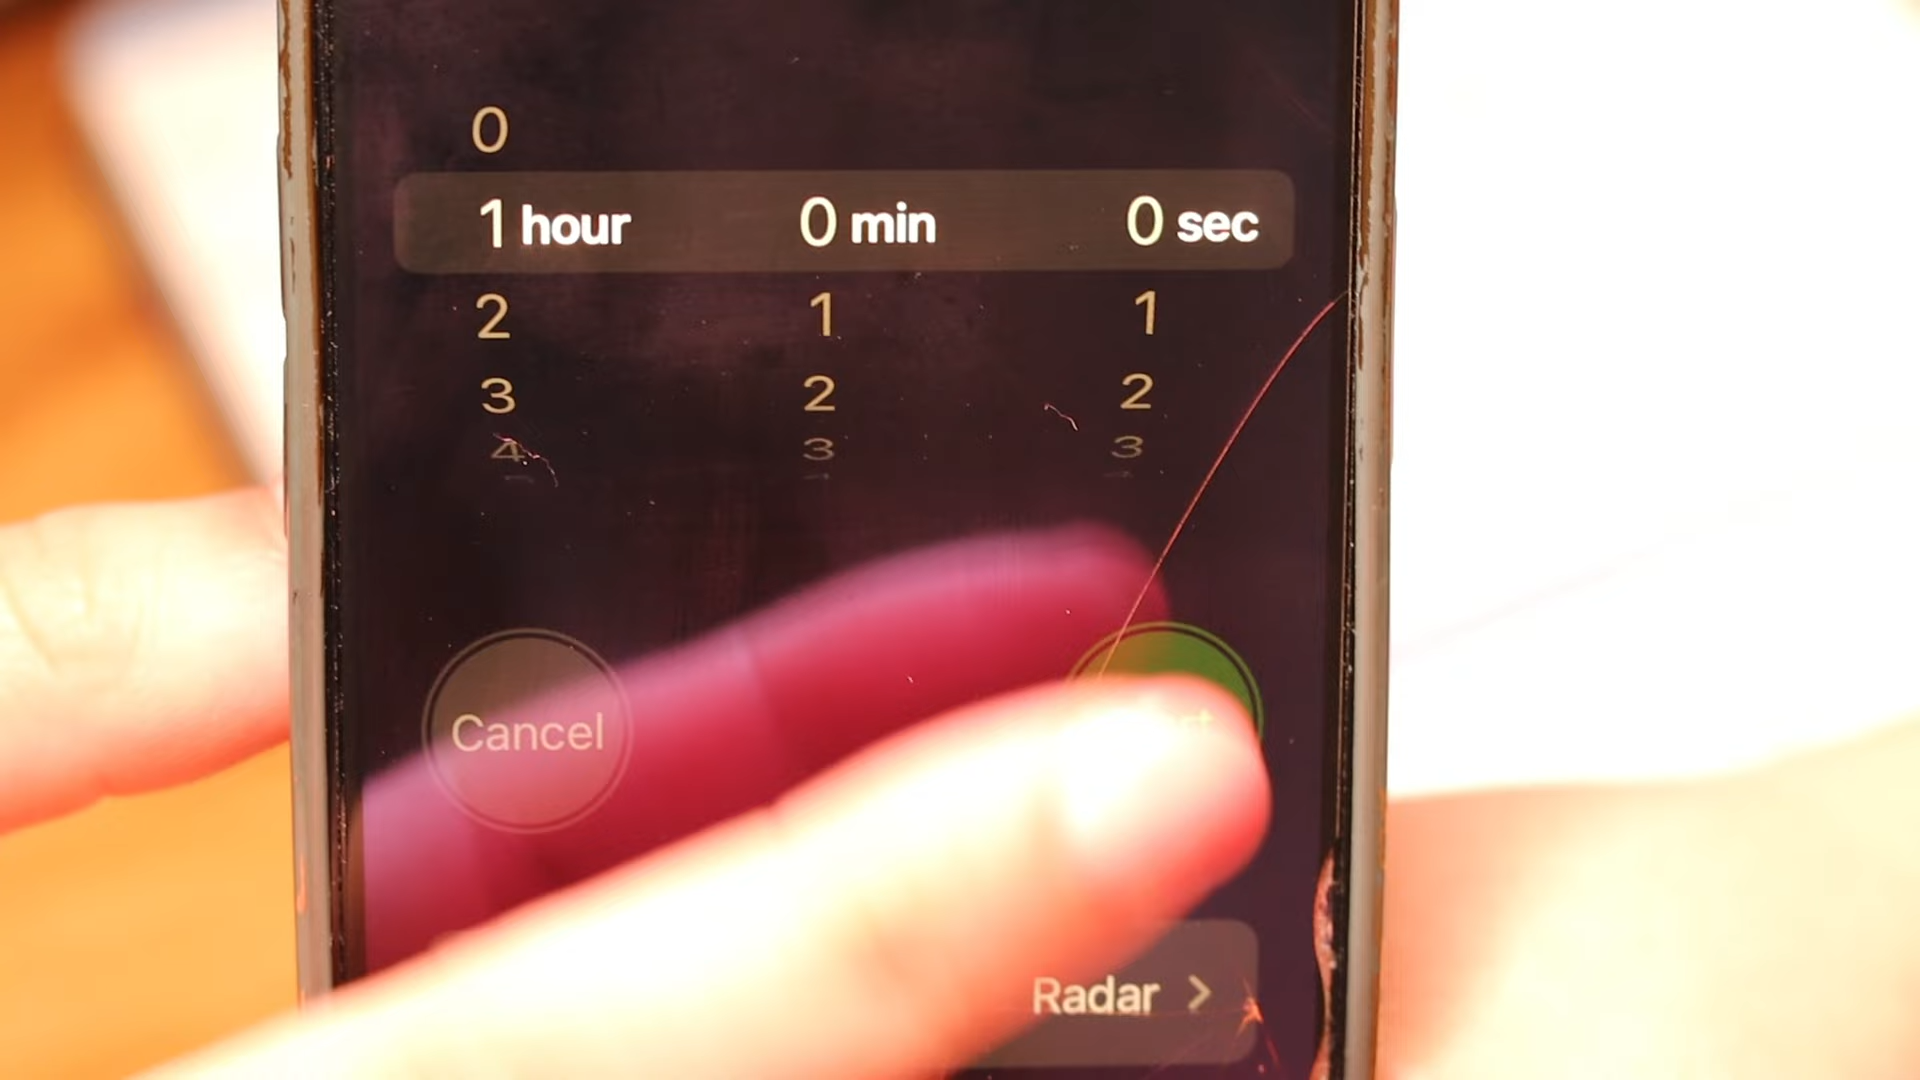 0
1 hour 0 min 0 sec
2 1 1
3 2 2
4 3 3
Cancel
Radar >